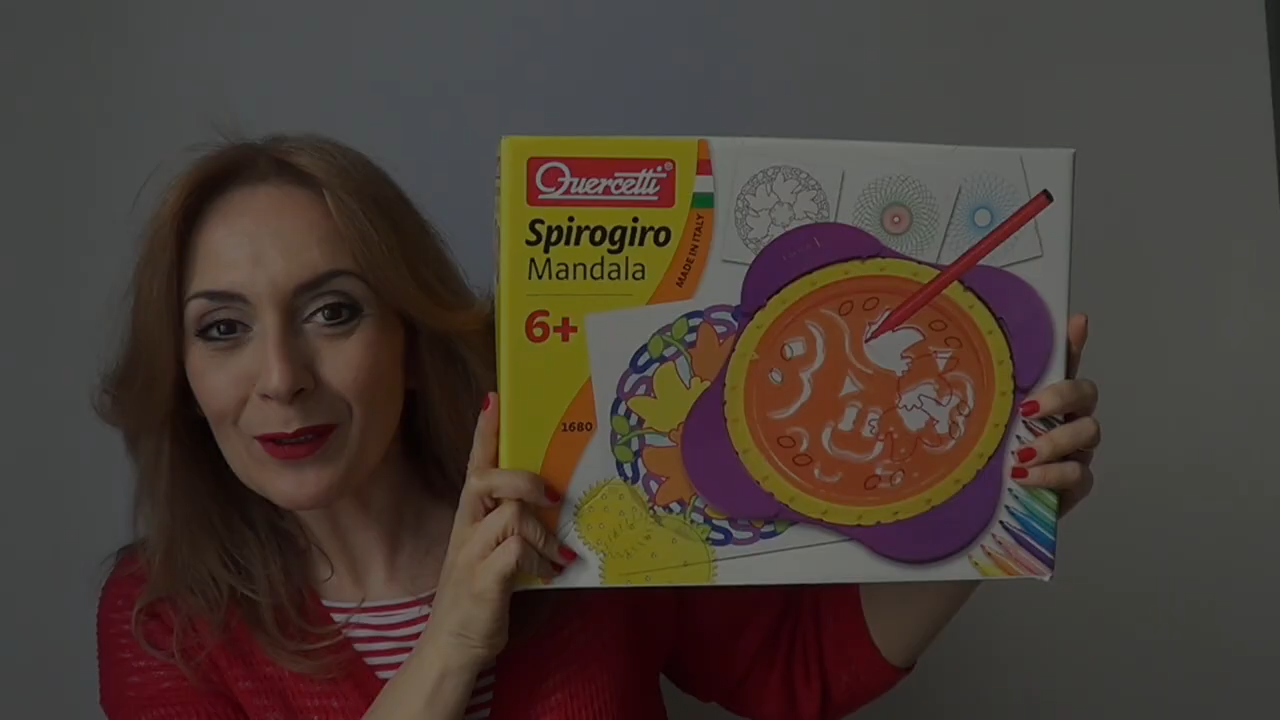 Quercetti
Spirogiro
Mandala
6+
MADE IN ITALY
1680